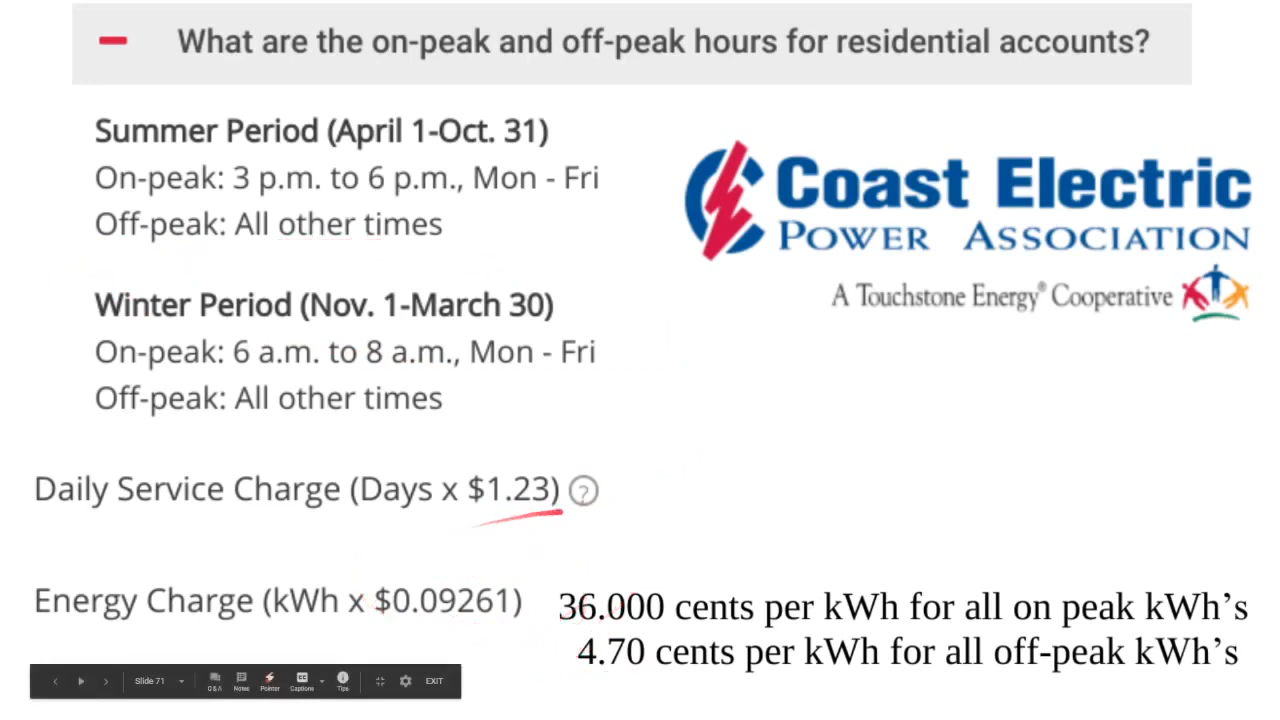 What are the on-peak and off-peak hours for residential accounts?
Summer Period (April 1-Oct. 31)
On-peak: 3 p.m. to 6 p.m., Mon - Fri
Off-peak: All other times
Coast Electric
POWER ASSOCIATION
A Touchstone Energy® Cooperative
Winter Period (Nov. 1-March 30)
On-peak: 6 a.m. to 8 a.m., Mon - Fri
Off-peak: All other times
Daily Service Charge (Days x $1.23) ?
Energy Charge (kWh x $0.09261)
36.000 cents per kWh for all on peak kWh’s
4.70 cents per kWh for all off-peak kWh’s
Slide 71 Q&A Notes Pointer Captions Tips EXIT